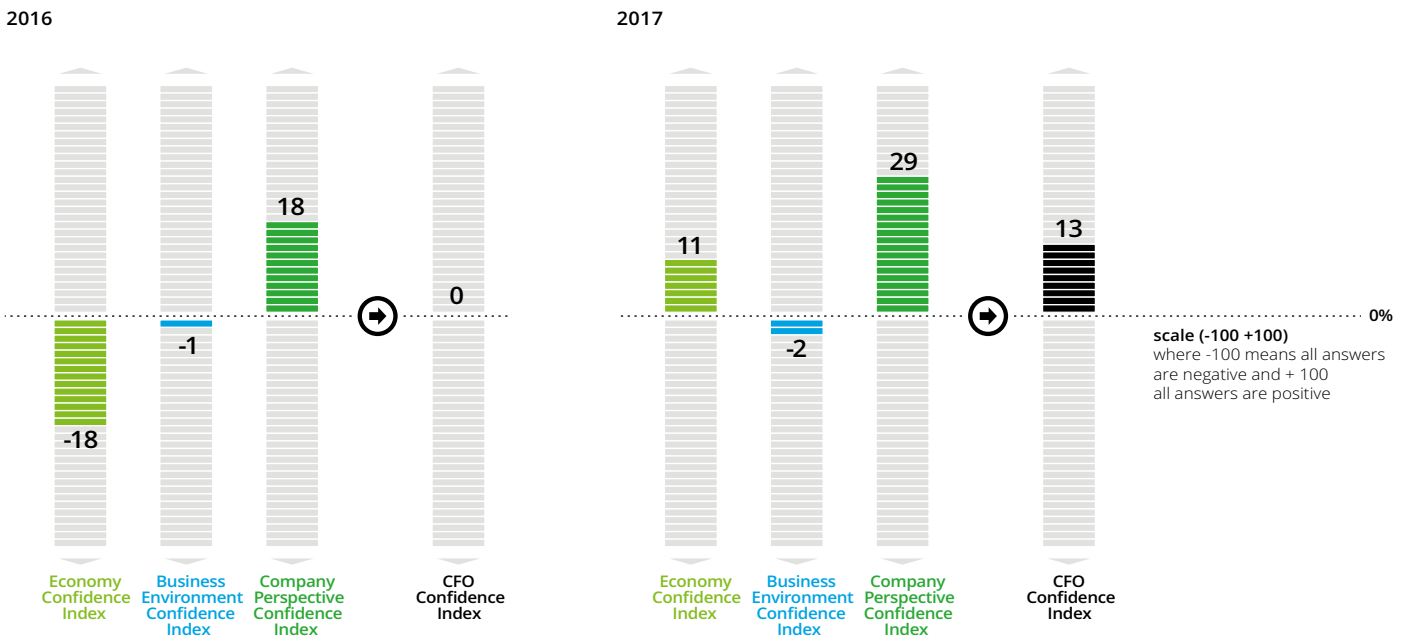 2016
18
0
-1
-18
Economy
Confidence
Index
Business
Environment
Confidence
Index
Company
Perspective
Confidence
Index
CFO
Confidence
Index
2017
29
11
13
-2
0%
scale (-100 +100)
where -100 means all answers
are negative and + 100
all answers are positive
Economy
Confidence
Index
Business
Environment
Confidence
Index
Company
Perspective
Confidence
Index
CFO
Confidence
Index